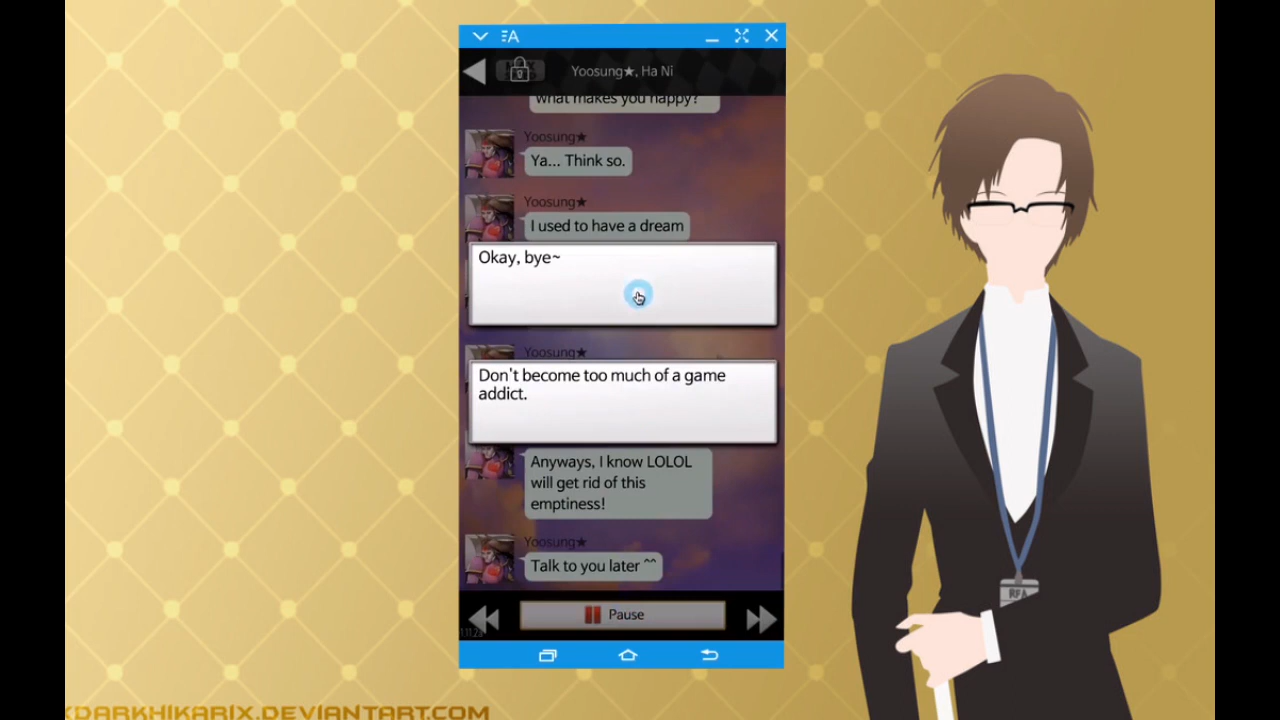 Yoosung★, Ha Ni
what makes you happy?
Yoosung★
Ya... Think so.
Yoosung★
I used to have a dream
Okay, bye~
Yoosung★
Don't become too much of a game
addict.
Anyways, I know LOLOL
will get rid of this
emptiness!
Yoosung★
Talk to you later ^^
Pause
RFA
XDARKHIKARIX.DEVIANTART.COM